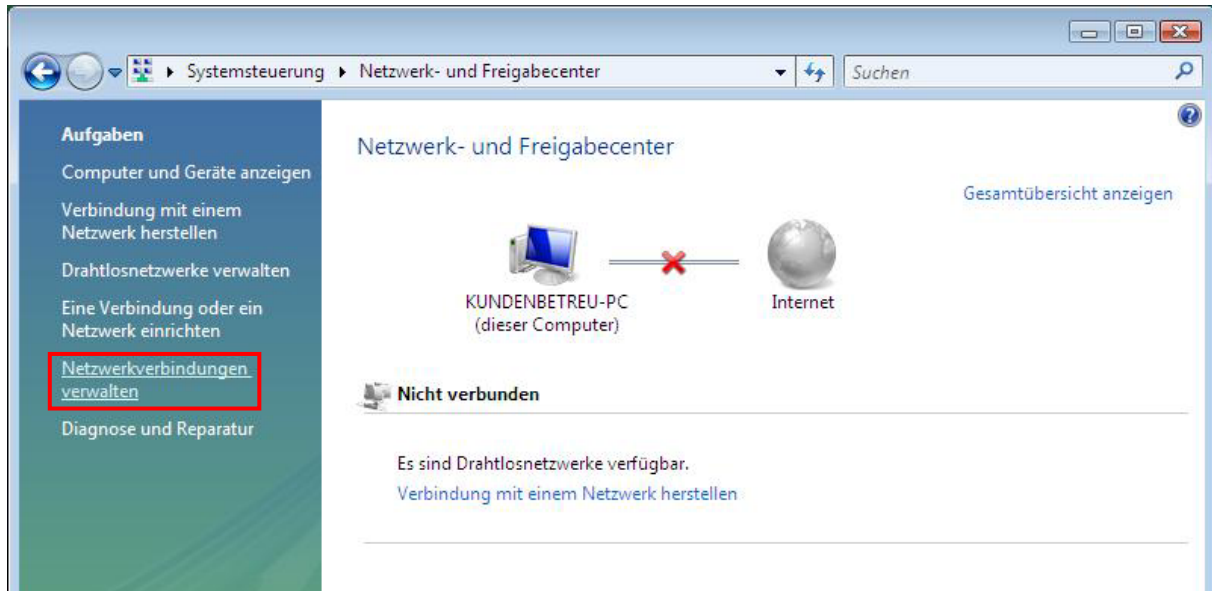 Systemsteuerung
Netzwerk- und Freigabecenter
Suchen
Aufgaben
Computer und Geräte anzeigen
Verbindung mit einem
Netzwerk herstellen
Drahtlosnetzwerke verwalten
Eine Verbindung oder ein
Netzwerk einrichten
Netzwerkverbindungen
verwalten
Diagnose und Reparatur
Netzwerk- und Freigabecenter
Gesamtübersicht anzeigen
KUNDENBETREU-PC
(dieser Computer)
Internet
Nicht verbunden
Es sind Drahtlosnetzwerke verfügbar.
Verbindung mit einem Netzwerk herstellen